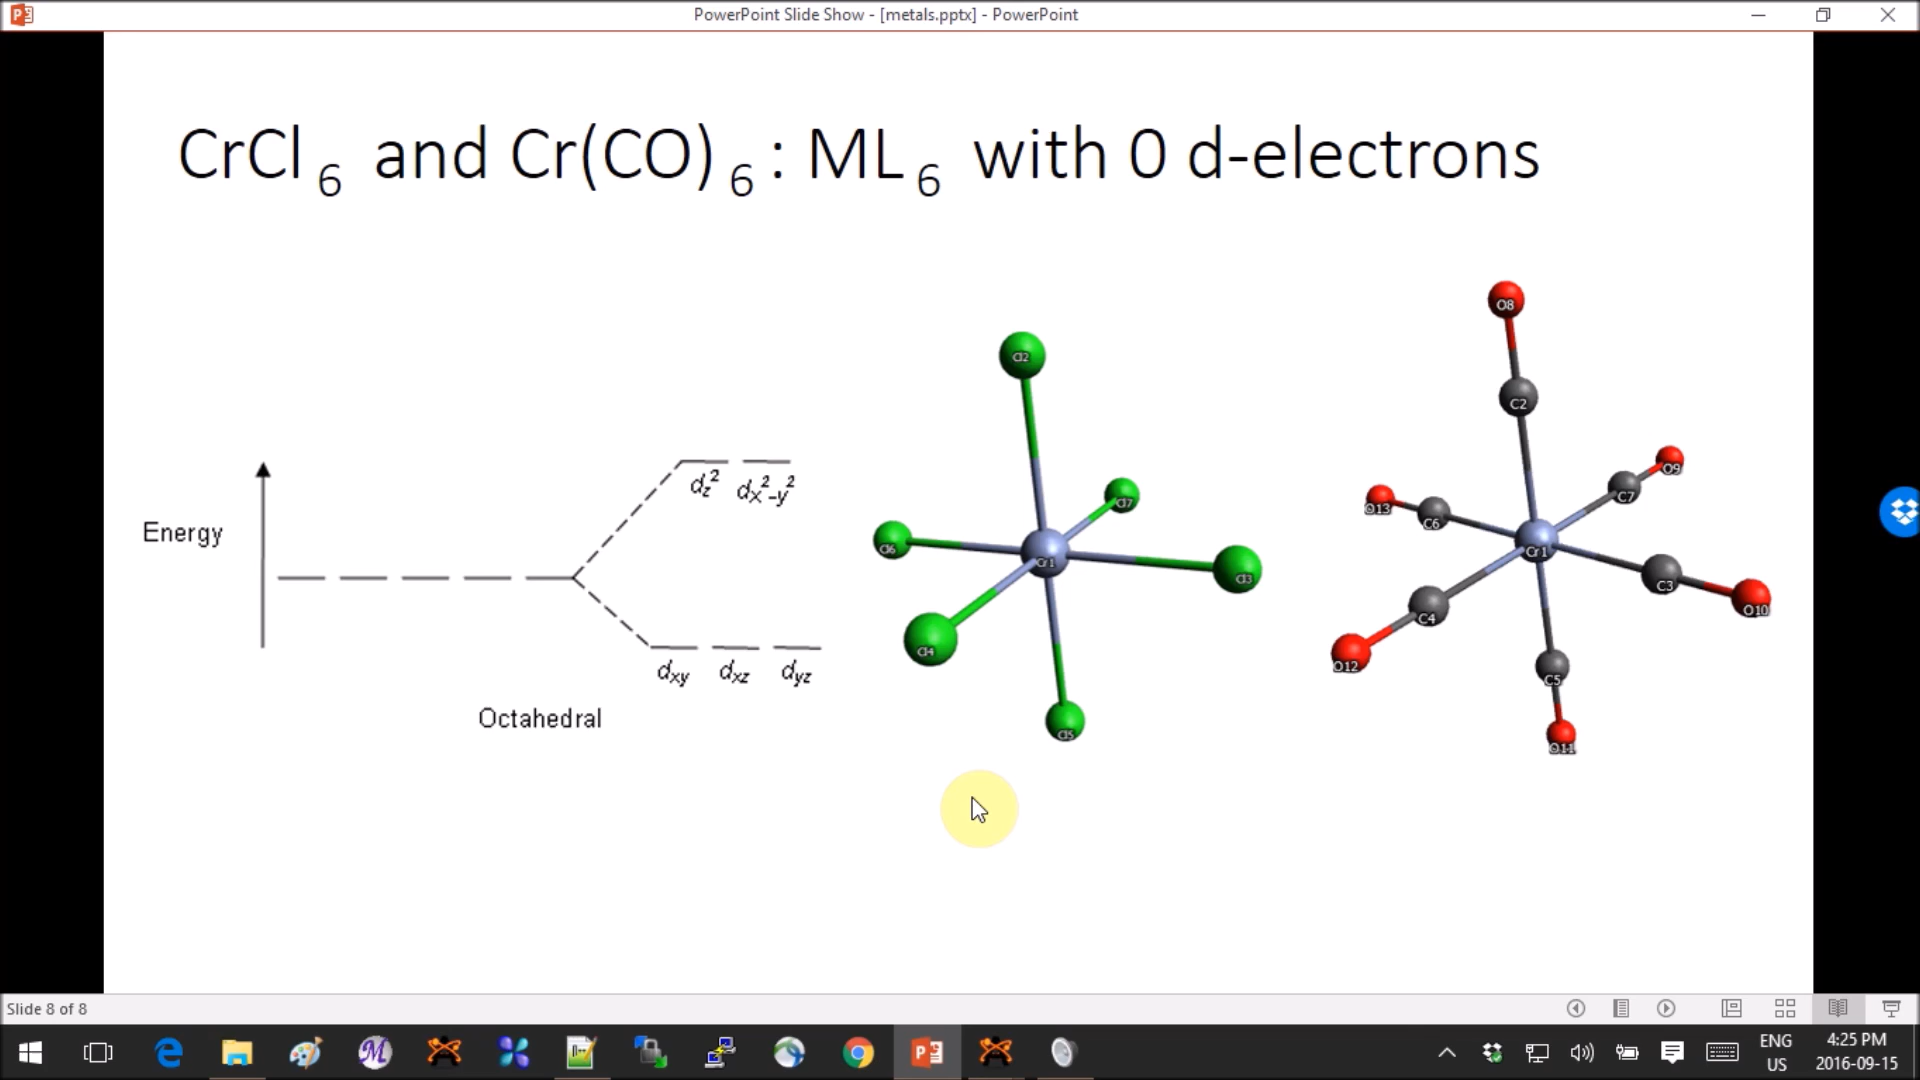 PowerPoint Slide Show - [metals.pptx] - PowerPoint
CrCl6 and Cr(CO)6: ML6 with 0 d-electrons
Energy
dz2 dx2-y2
dxy dxz dyz
Octahedral
Cl2
Cl7
Cl6
Cr1
Cl3
Cl4
Cl5
O8
C2
O9
C7
O13
C6
Cr1
C3
O10
C4
O12
C5
O11
Slide 8 of 8
ENG
US
4:25 PM
2016-09-15